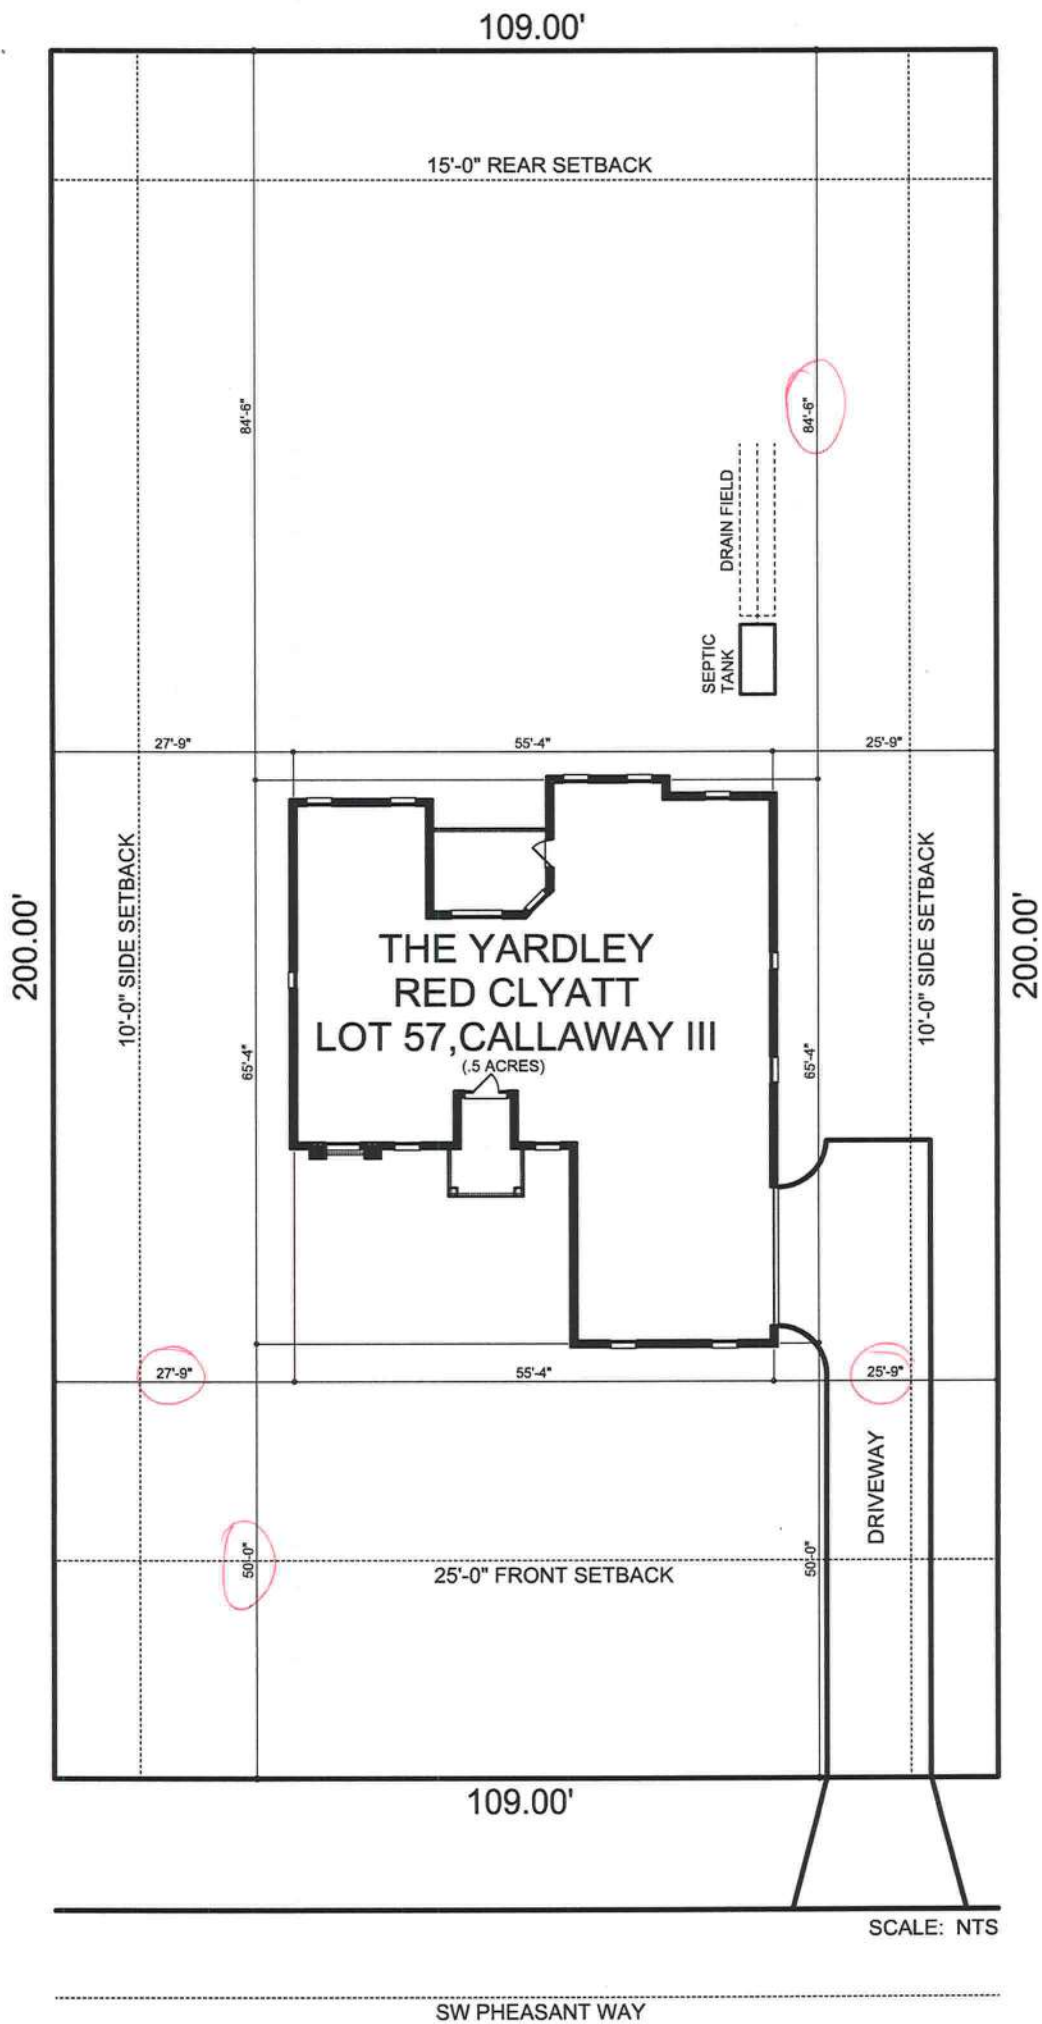 109.00'
15'-0" REAR SETBACK
84'-6"
84'-6"
DRAIN FIELD
SEPTIC
TANK
27'-9"
55'-4"
25'-9"
10'-0" SIDE SETBACK
10'-0" SIDE SETBACK
200.00'
200.00'
THE YARDLEY
RED CLYATT
LOT 57,CALLAWAY III
(.5 ACRES)
65'-4"
65'-4"
27'-9"
55'-4"
25'-9"
DRIVEWAY
50'-0"
50'-0"
25'-0" FRONT SETBACK
109.00'
SCALE: NTS
SW PHEASANT WAY